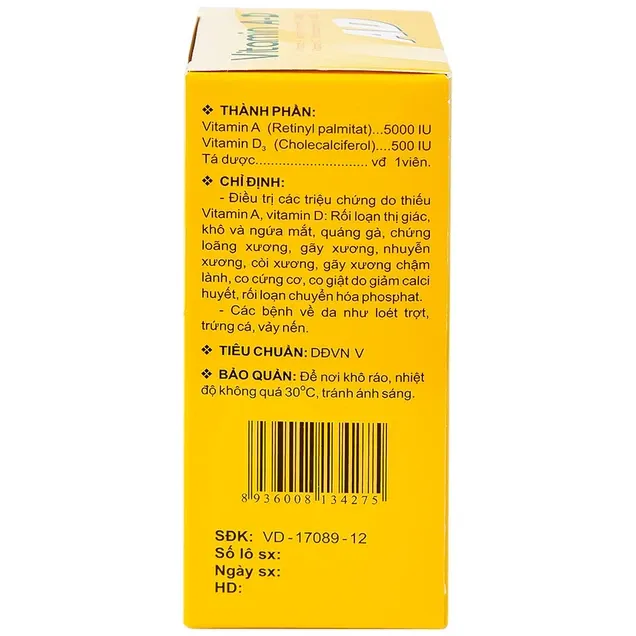 Vitamin A-D
❖ THÀNH PHẦN:
Vitamin A (Retinyl palmitat)...5000 IU
Vitamin D₃ (Cholecalciferol)....500 IU
Tá dược............................ vđ 1viên.
❖ CHỈ ĐỊNH:
- Điều trị các triệu chứng do thiếu
Vitamin A, vitamin D: Rối loạn thị giác,
khô và ngứa mắt, quáng gà, chứng
loãng xương, gãy xương, nhuyễn
xương, còi xương, gãy xương chậm
lành, co cứng cơ, co giật do giảm calci
huyết, rối loạn chuyển hóa phosphat.
- Các bệnh về da như loét trợt,
trứng cá, vảy nến.
❖ TIÊU CHUẨN: DĐVN V
❖ BẢO QUẢN: Để nơi khô ráo, nhiệt
độ không quá 30°C, tránh ánh sáng.
8 936008 134275
SĐK: VD - 17089 - 12
Số lô sx:
Ngày sx:
HD: